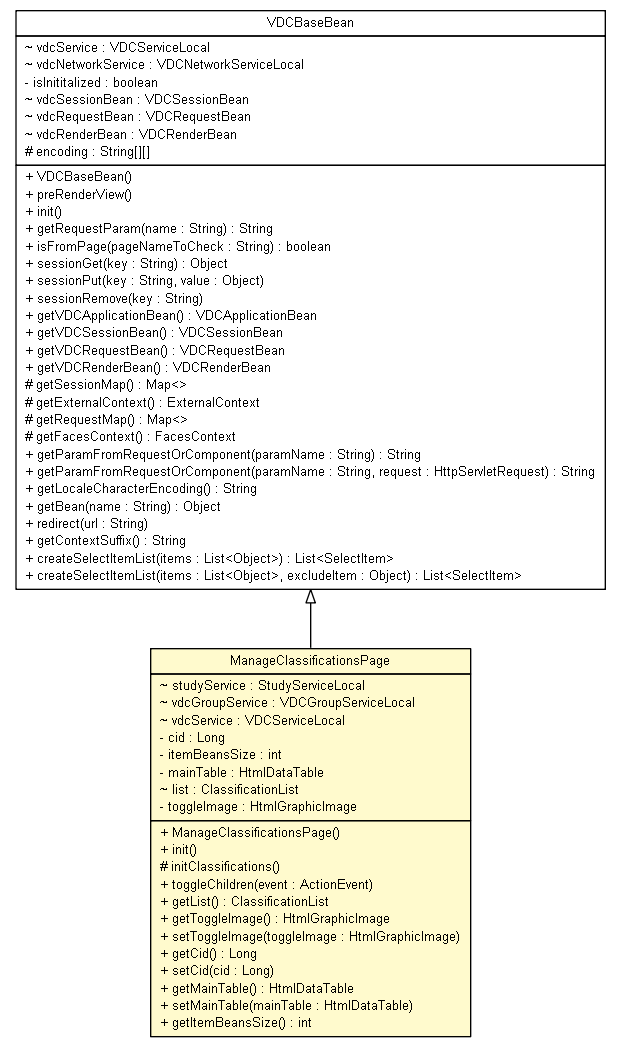 VDCBaseBean
~ vdcService : VDCServiceLocal
~ vdcNetworkService : VDCNetworkServiceLocal
- isInititalized : boolean
~ vdcSessionBean : VDCSessionBean
~ vdcRequestBean : VDCRequestBean
~ vdcRenderBean : VDCRenderBean
# encoding : String[][]
+ VDCBaseBean()
+ preRenderView()
+ init()
+ getRequestParam(name : String) : String
+ isFromPage(pageNameToCheck : String) : boolean
+ sessionGet(key : String) : Object
+ sessionPut(key : String, value : Object)
+ sessionRemove(key : String)
+ getVDCApplicationBean() : VDCApplicationBean
+ getVDCSessionBean() : VDCSessionBean
+ getVDCRequestBean() : VDCRequestBean
+ getVDCRenderBean() : VDCRenderBean
# getSessionMap() : Map<>
# getExternalContext() : ExternalContext
# getRequestMap() : Map<>
# getFacesContext() : FacesContext
+ getParamFromRequestOrComponent(paramName : String) : String
+ getParamFromRequestOrComponent(paramName : String, request : HttpServletRequest) : String
+ getLocaleCharacterEncoding() : String
+ getBean(name : String) : Object
+ redirect(url : String)
+ getContextSuffix() : String
+ createSelectItemList(items : List<Object>) : List<SelectItem>
+ createSelectItemList(items : List<Object>, excludeItem : Object) : List<SelectItem>
ManageClassificationsPage
~ studyService : StudyServiceLocal
~ vdcGroupService : VDCGroupServiceLocal
~ vdcService : VDCServiceLocal
- cid : Long
- itemBeansSize : int
- mainTable : HtmlDataTable
~ list : ClassificationList
- toggleImage : HtmlGraphicImage
+ ManageClassificationsPage()
+ init()
# initClassifications()
+ toggleChildren(event : ActionEvent)
+ getList() : ClassificationList
+ getToggleImage() : HtmlGraphicImage
+ setToggleImage(toggleImage : HtmlGraphicImage)
+ getCid() : Long
+ setCid(cid : Long)
+ getMainTable() : HtmlDataTable
+ setMainTable(mainTable : HtmlDataTable)
+ getItemBeansSize() : int